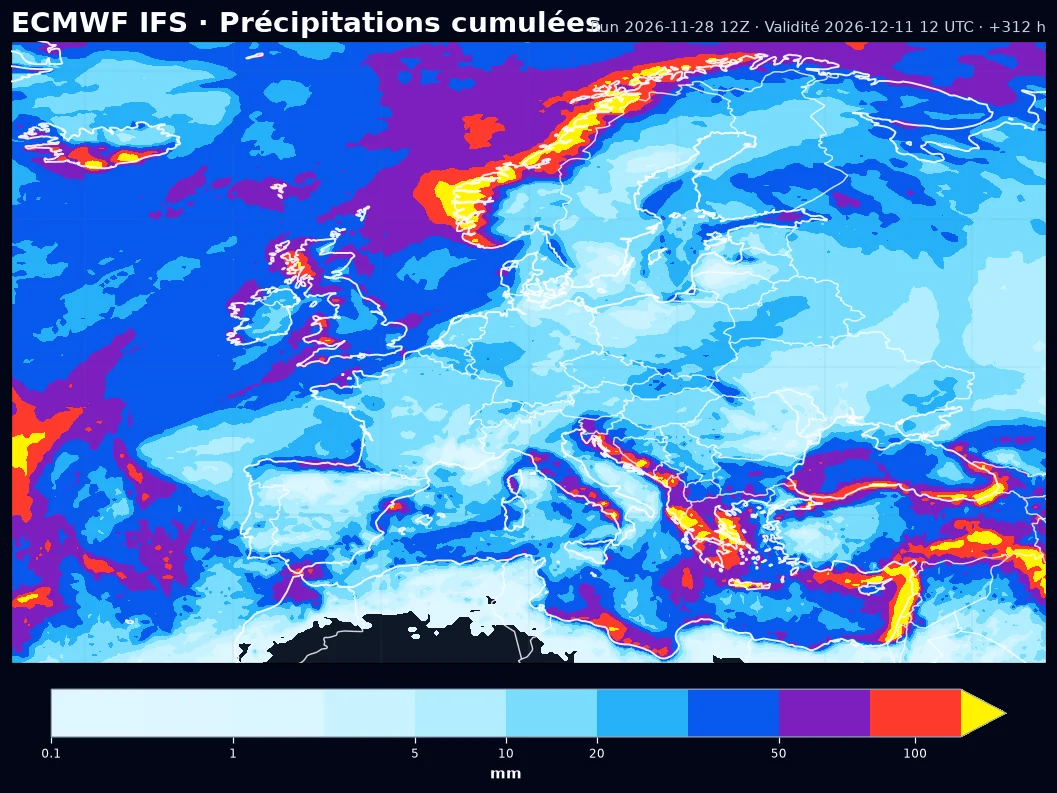 ECMWF IFS · Précipitations cumulées
Run 2026-11-28 12Z · Validité 2026-12-11 12 UTC · +312 h
0.1 1 5 10 20 50 100
mm